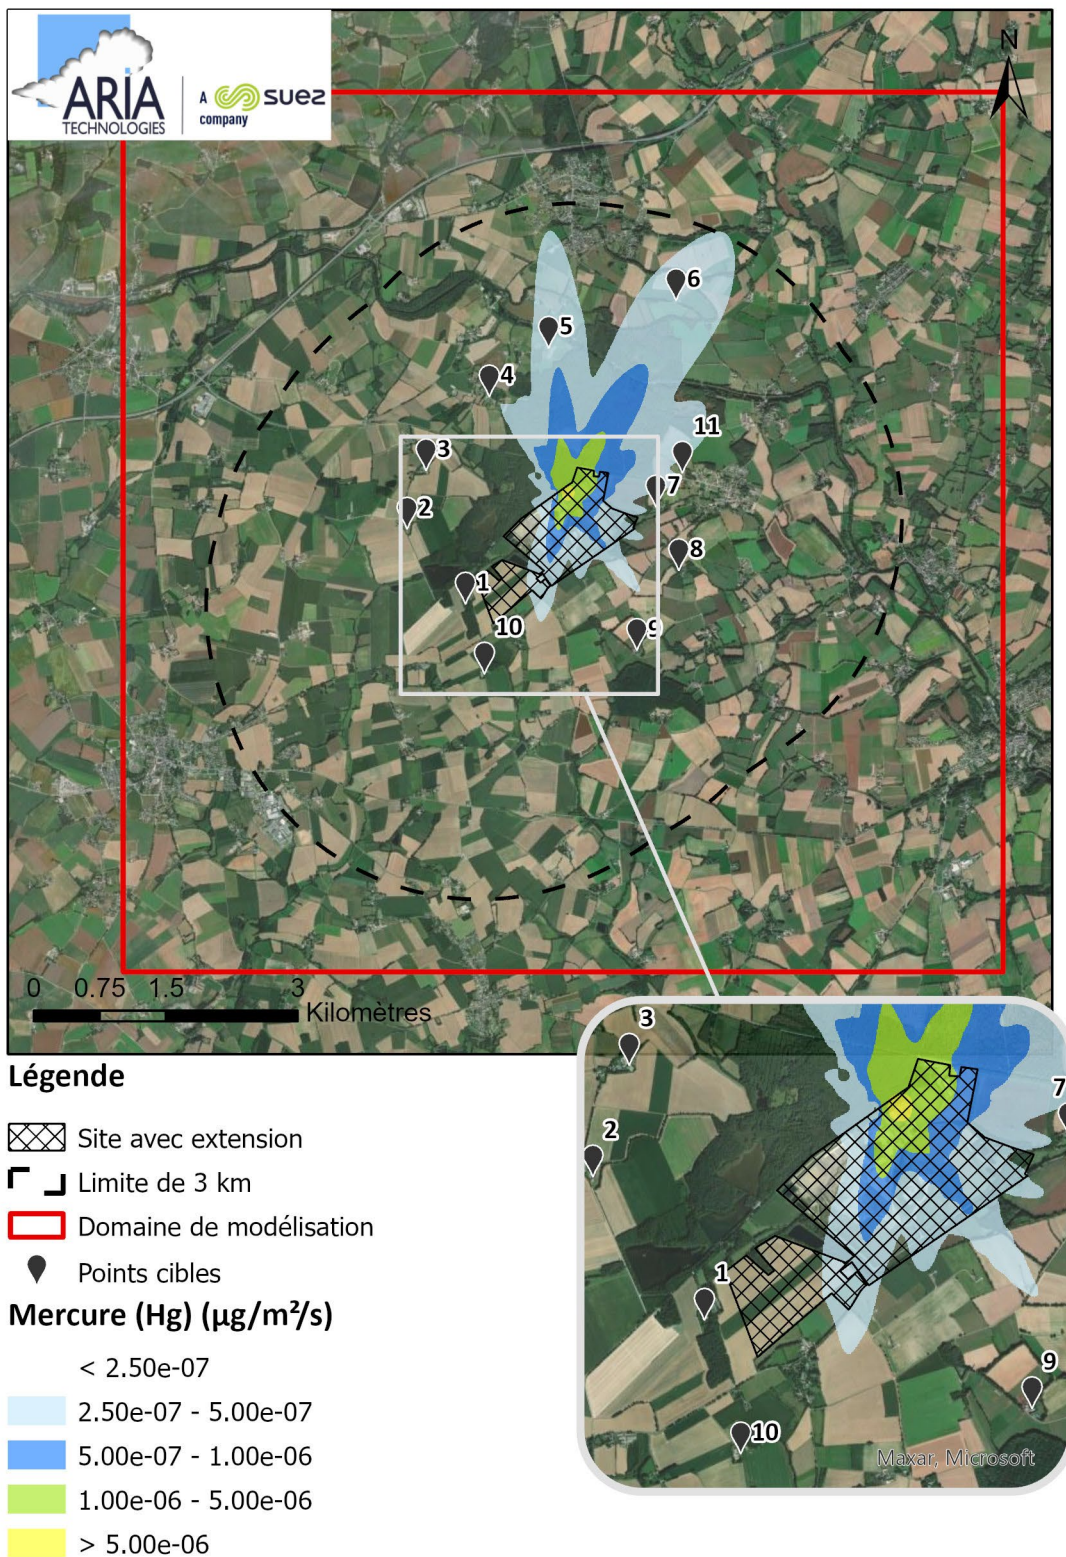 ARIA
TECHNOLOGIES
A
company
suez
N
6
5
4
11
3
7
2
8
1
10
9
0 0.75 1.5 3
Kilomètres
Légende
Site avec extension
Limite de 3 km
Domaine de modélisation
Points cibles
Mercure (Hg) (µg/m²/s)
< 2.50e-07
2.50e-07 - 5.00e-07
5.00e-07 - 1.00e-06
1.00e-06 - 5.00e-06
> 5.00e-06
3
7
2
1
9
10
Maxar, Microsoft